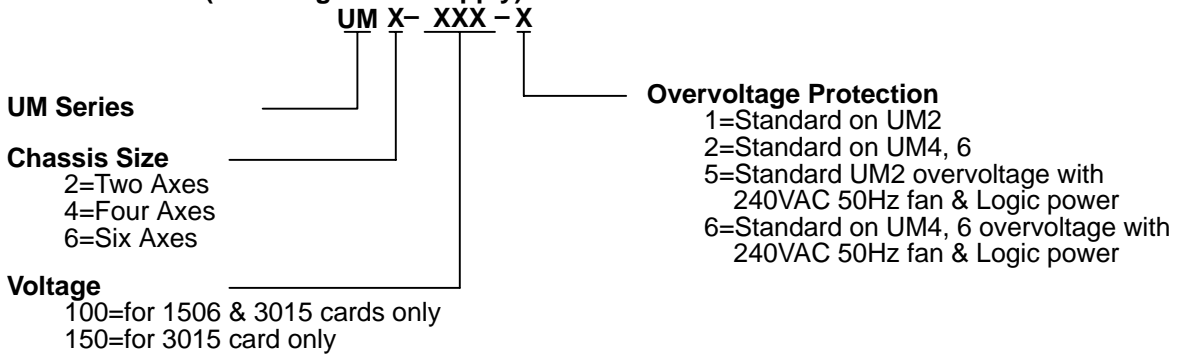 UM X– XXX – X
UM Series
Chassis Size
2=Two Axes
4=Four Axes
6=Six Axes
Voltage
100=for 1506 & 3015 cards only
150=for 3015 card only
Overvoltage Protection
1=Standard on UM2
2=Standard on UM4, 6
5=Standard UM2 overvoltage with
240VAC 50Hz fan & Logic power
6=Standard on UM4, 6 overvoltage with
240VAC 50Hz fan & Logic power